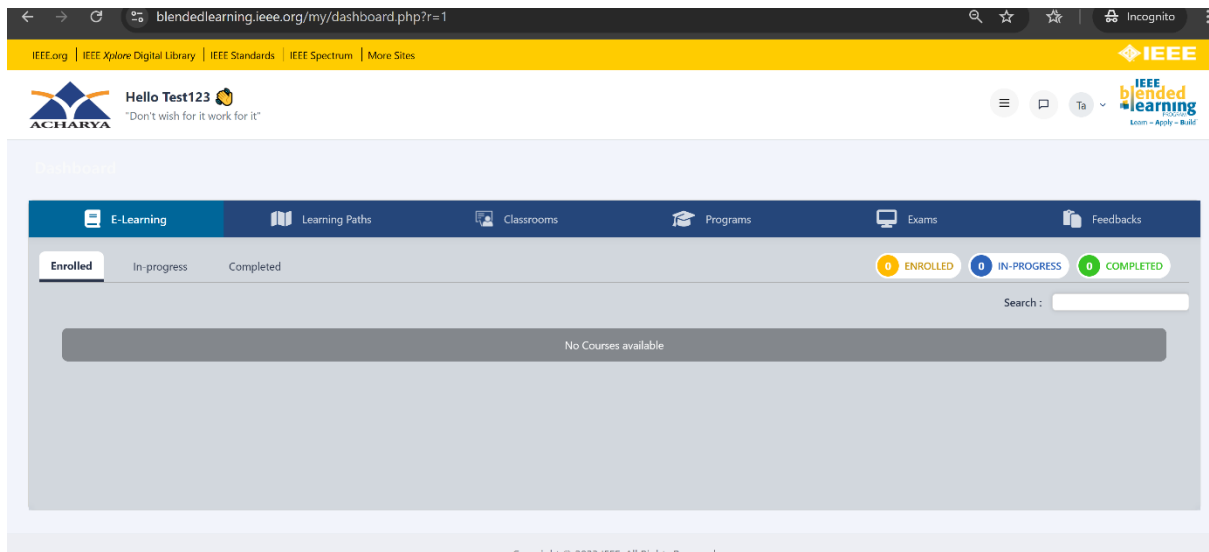 blendedlearning.ieee.org/my/dashboard.php?r=1 Incognito
IEEE.org | IEEE Xplore Digital Library | IEEE Standards | IEEE Spectrum | More Sites IEEE
ACHARYA
Hello Test123
"Don't wish for it work for it"
Ta
IEEE
blended
learning
PROGRAM
Learn – Apply – Build
Dashboard
E-Learning Learning Paths Classrooms Programs Exams Feedbacks
Enrolled In-progress Completed 0 ENROLLED 0 IN-PROGRESS 0 COMPLETED
Search :
No Courses available